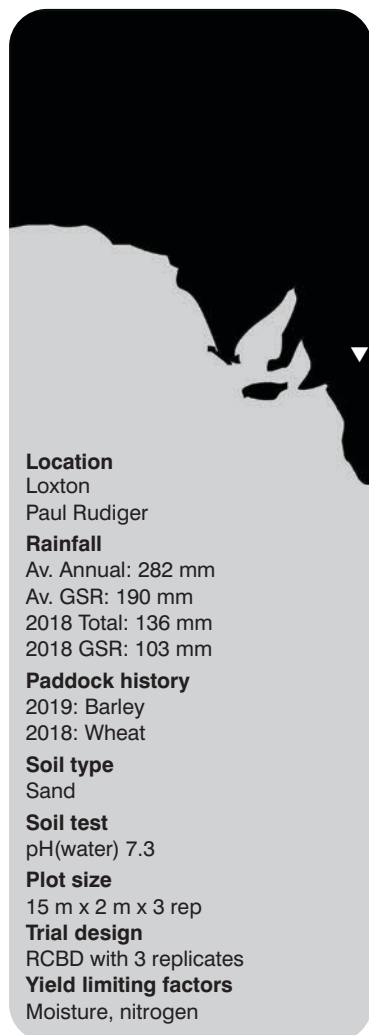 Location
Loxton
Paul Rudiger
Rainfall
Av. Annual: 282 mm
Av. GSR: 190 mm
2018 Total: 136 mm
2018 GSR: 103 mm
Paddock history
2019: Barley
2018: Wheat
Soil type
Sand
Soil test
pH(water) 7.3
Plot size
15 m x 2 m x 3 rep
Trial design
RCBD with 3 replicates
Yield limiting factors
Moisture, nitrogen